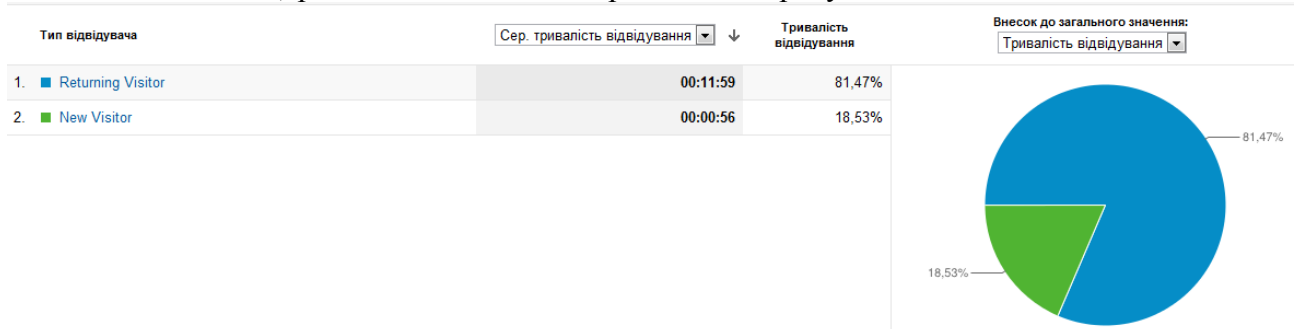 Тип відвідувача
Сер. тривалість відвідування
Тривалість
відвідування
Внесок до загального значення:
Тривалість відвідування
1. Returning Visitor 00:11:59 81,47%
2. New Visitor 00:00:56 18,53%
81,47%
18,53%